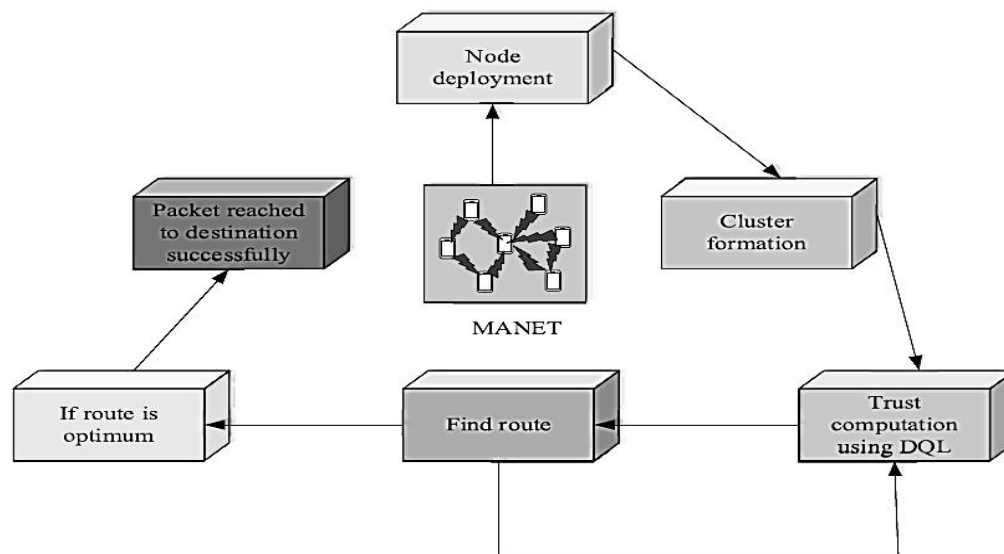 Node
deployment
Packet reached
to destination
successfully
Cluster
formation
MANET
If route is
optimum
Find route
Trust
computation
using DQL